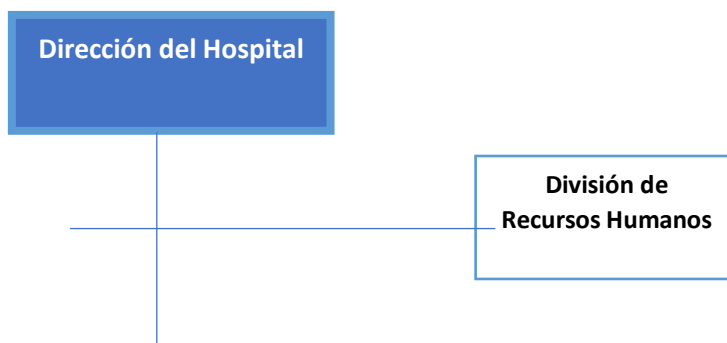 Dirección del Hospital
División de
Recursos Humanos